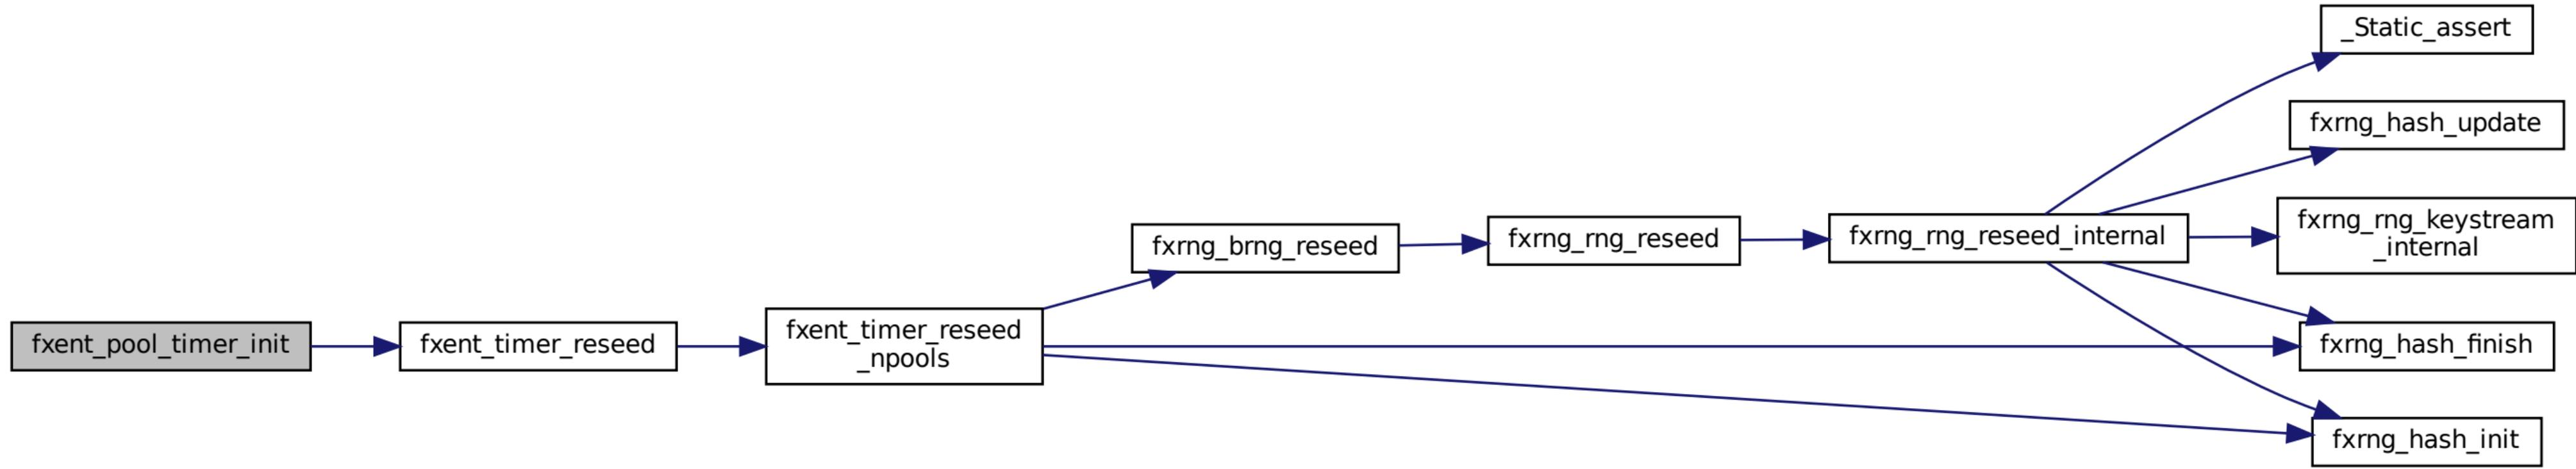 _Static_assert
fxrng_hash_update
fxrng_rng_keystream
_internal
fxrng_brng_reseed
fxrng_rng_reseed
fxrng_rng_reseed_internal
fxent_pool_timer_init
fxent_timer_reseed
fxent_timer_reseed
_npools
fxrng_hash_finish
fxrng_hash_init